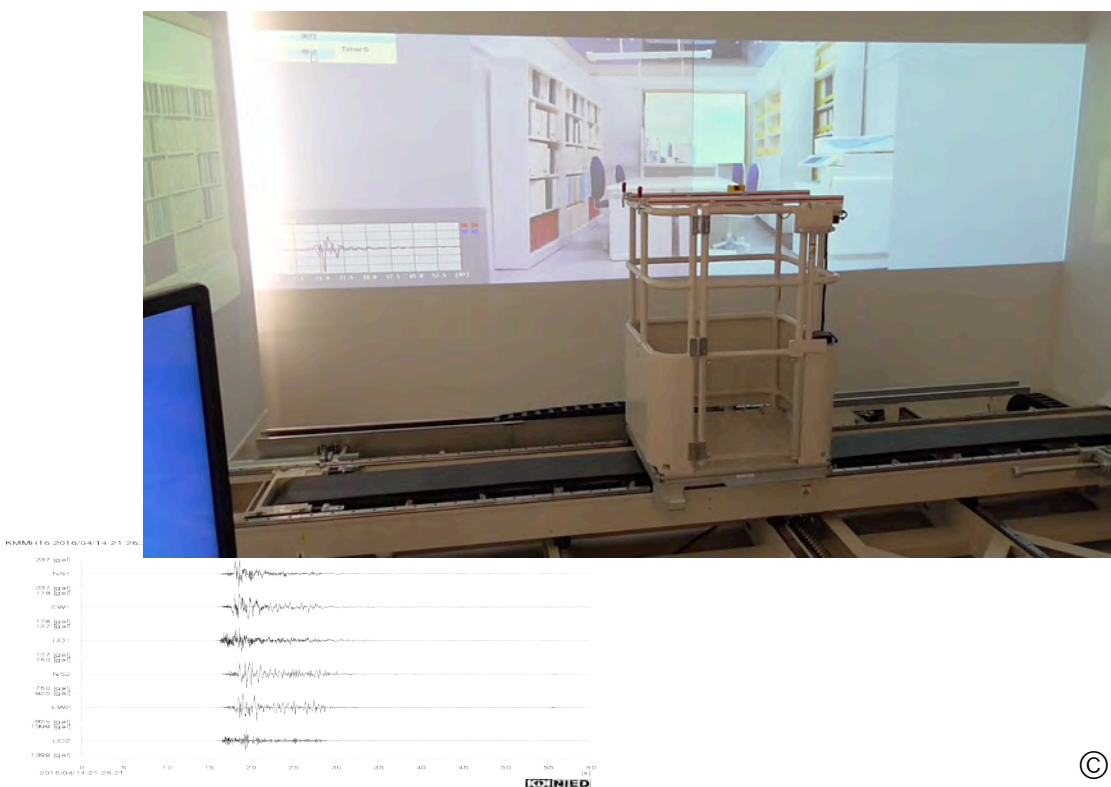 Timer 0
KMMH16 2016/04/14-21:26:
237 [gal]
NS1
-237 [gal]
178 [gal]
EW1
-178 [gal]
127 [gal]
UD1
-127 [gal]
760 [gal]
NS2
-760 [gal]
925 [gal]
EW2
-925 [gal]
1399 [gal]
UD2
-1399 [gal]
0 5 10 15 20 25 30 35 40 45 50 55 60
2016/04/14 21:26:21 [s]
NIED
©